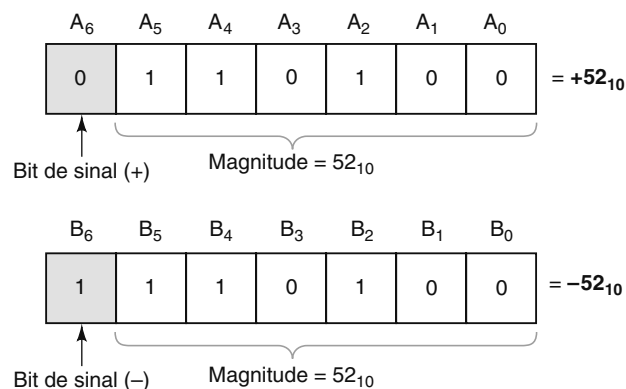 A₆ A₅ A₄ A₃ A₂ A₁ A₀
0 1 1 0 1 0 0 = +52₁₀
Bit de sinal (+) Magnitude = 52₁₀
B₆ B₅ B₄ B₃ B₂ B₁ B₀
1 1 1 0 1 0 0 = –52₁₀
Bit de sinal (–) Magnitude = 52₁₀